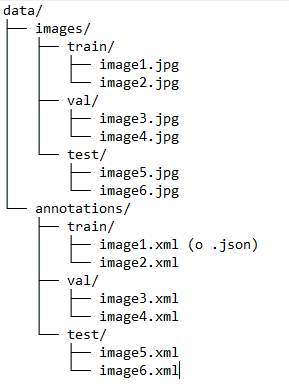 data/
├── images/
│   ├── train/
│   │   ├── image1.jpg
│   │   ├── image2.jpg
│   ├── val/
│   │   ├── image3.jpg
│   │   ├── image4.jpg
│   ├── test/
│   │   ├── image5.jpg
│   │   ├── image6.jpg
└── annotations/
    ├── train/
    │   ├── image1.xml (o .json)
    │   ├── image2.xml
    ├── val/
    │   ├── image3.xml
    │   ├── image4.xml
    ├── test/
    │   ├── image5.xml
    │   ├── image6.xml